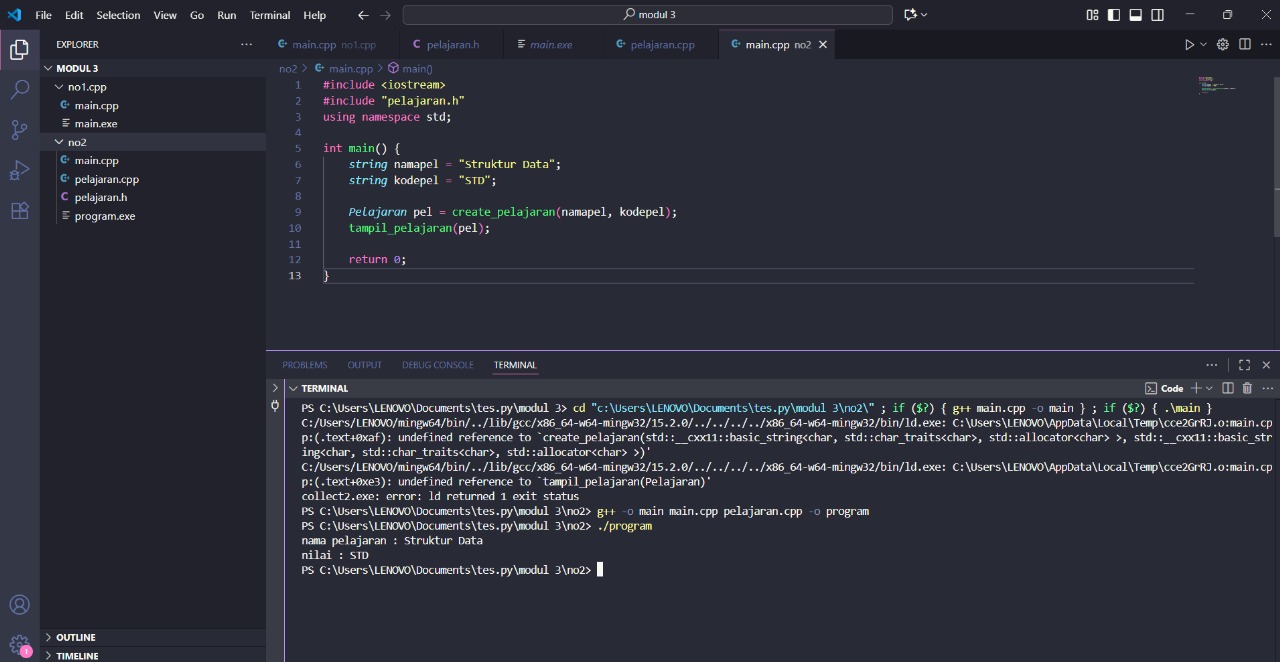 File Edit Selection View Go Run Terminal Help
modul 3
EXPLORER
MODUL 3
no1.cpp
main.cpp
main.exe
no2
main.cpp
pelajaran.cpp
pelajaran.h
program.exe
OUTLINE
TIMELINE
main.cpp no1.cpp
pelajaran.h
main.exe
pelajaran.cpp
main.cpp no2
no2 > main.cpp > main()
1 #include <iostream>
2 #include "pelajaran.h"
3 using namespace std;
4
5 int main() {
6 string namapel = "Struktur Data";
7 string kodepel = "STD";
8
9 Pelajaran pel = create_pelajaran(namapel, kodepel);
10 tampil_pelajaran(pel);
11
12 return 0;
13 }
PROBLEMS OUTPUT DEBUG CONSOLE TERMINAL
TERMINAL
Code
PS C:\Users\LENOVO\Documents\tes.py\modul 3> cd "c:\Users\LENOVO\Documents\tes.py\modul 3\no2\" ; if ($?) { g++ main.cpp -o main } ; if ($?) { .\main }
C:/Users/LENOVO/mingw64/bin/../lib/gcc/x86_64-w64-mingw32/15.2.0/../../../../x86_64-w64-mingw32/bin/ld.exe: C:\Users\LENOVO\AppData\Local\Temp\cce2GrRJ.o:main.cp
p:(.text+0xaf): undefined reference to `create_pelajaran(std::__cxx11::basic_string<char, std::char_traits<char>, std::allocator<char> >, std::__cxx11::basic_str
ing<char, std::char_traits<char>, std::allocator<char> >)'
C:/Users/LENOVO/mingw64/bin/../lib/gcc/x86_64-w64-mingw32/15.2.0/../../../../x86_64-w64-mingw32/bin/ld.exe: C:\Users\LENOVO\AppData\Local\Temp\cce2GrRJ.o:main.cp
p:(.text+0xe3): undefined reference to `tampil_pelajaran(Pelajaran)'
collect2.exe: error: ld returned 1 exit status
PS C:\Users\LENOVO\Documents\tes.py\modul 3\no2> g++ -o main main.cpp pelajaran.cpp -o program
PS C:\Users\LENOVO\Documents\tes.py\modul 3\no2> ./program
nama pelajaran : Struktur Data
nilai : STD
PS C:\Users\LENOVO\Documents\tes.py\modul 3\no2>